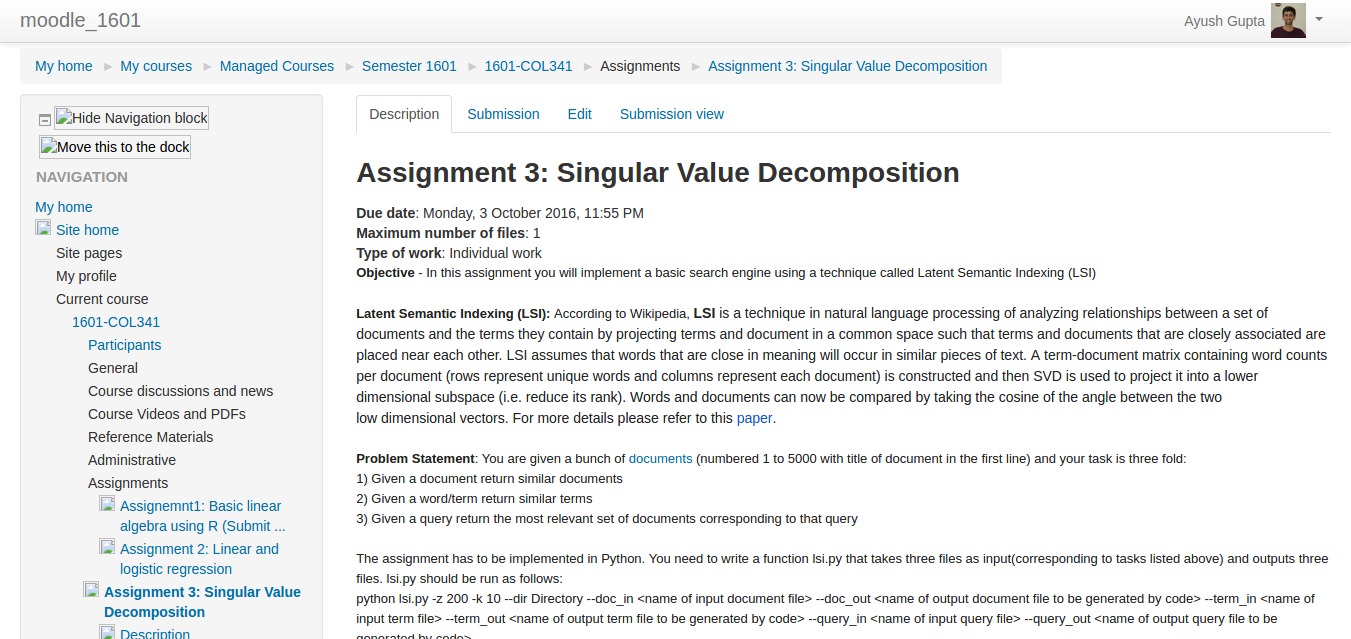 moodle_1601
Ayush Gupta
My home ► My courses ► Managed Courses ► Semester 1601 ► 1601-COL341 ► Assignments ► Assignment 3: Singular Value Decomposition
Hide Navigation block
Move this to the dock
NAVIGATION
My home
Site home
Site pages
My profile
Current course
1601-COL341
Participants
General
Course discussions and news
Course Videos and PDFs
Reference Materials
Administrative
Assignments
Assignemnt1: Basic linear
algebra using R (Submit ...
Assignment 2: Linear and
logistic regression
Assignment 3: Singular Value
Decomposition
Description
Description Submission Edit Submission view
Assignment 3: Singular Value Decomposition
Due date: Monday, 3 October 2016, 11:55 PM
Maximum number of files: 1
Type of work: Individual work
Objective - In this assignment you will implement a basic search engine using a technique called Latent Semantic Indexing (LSI)
Latent Semantic Indexing (LSI): According to Wikipedia, LSI is a technique in natural language processing of analyzing relationships between a set of
documents and the terms they contain by projecting terms and document in a common space such that terms and documents that are closely associated are
placed near each other. LSI assumes that words that are close in meaning will occur in similar pieces of text. A term-document matrix containing word counts
per document (rows represent unique words and columns represent each document) is constructed and then SVD is used to project it into a lower
dimensional subspace (i.e. reduce its rank). Words and documents can now be compared by taking the cosine of the angle between the two
low dimensional vectors. For more details please refer to this paper.
Problem Statement: You are given a bunch of documents (numbered 1 to 5000 with title of document in the first line) and your task is three fold:
1) Given a document return similar documents
2) Given a word/term return similar terms
3) Given a query return the most relevant set of documents corresponding to that query
The assignment has to be implemented in Python. You need to write a function lsi.py that takes three files as input(corresponding to tasks listed above) and outputs three
files. lsi.py should be run as follows:
python lsi.py -z 200 -k 10 --dir Directory --doc_in <name of input document file> --doc_out <name of output document file to be generated by code> --term_in <name of
input term file> --term_out <name of output term file to be generated by code> --query_in <name of input query file> --query_out <name of output query file to be
generated by code>